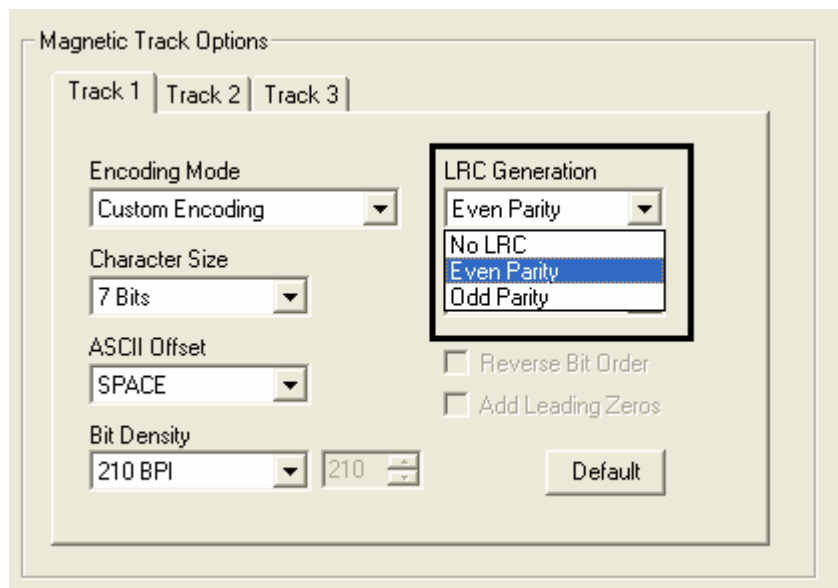 Magnetic Track Options
Track 1 Track 2 Track 3
Encoding Mode
Custom Encoding
Character Size
7 Bits
ASCII Offset
SPACE
Bit Density
210 BPI 210
LRC Generation
Even Parity
No LRC
Even Parity
Odd Parity
Reverse Bit Order
Add Leading Zeros
Default